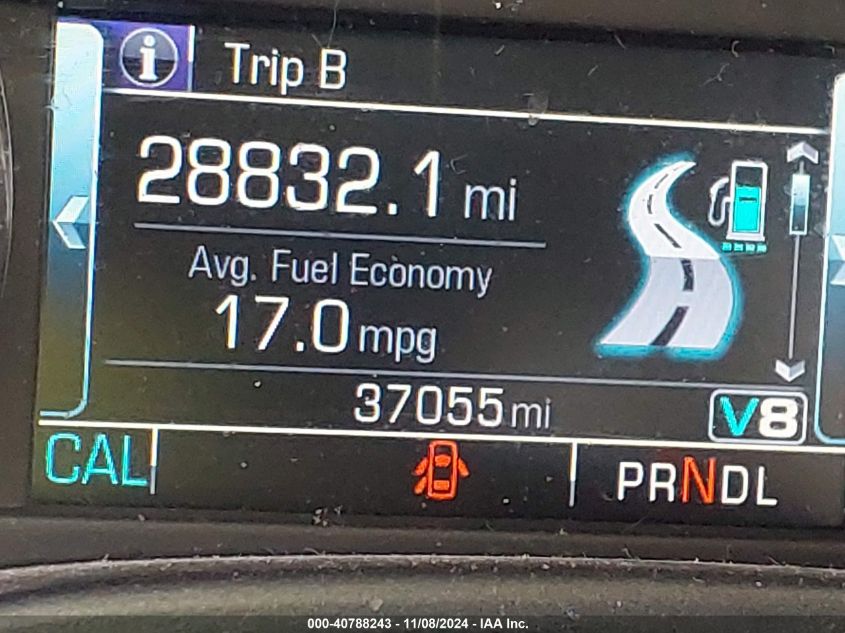 i Trip B
28832.1 mi
Avg. Fuel Economy
17.0 mpg
37055 mi
V8
CAL
PRNDL
000-40788243 - 11/08/2024 - IAA Inc.